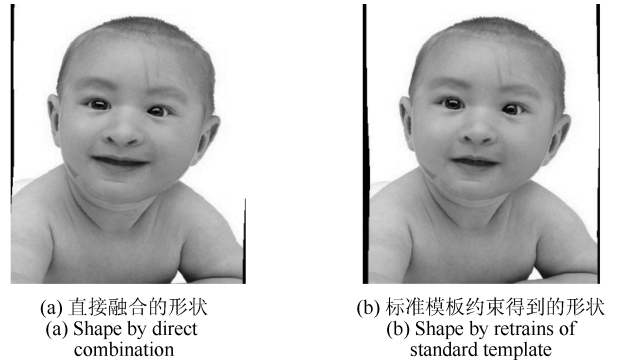 (a) 直接融合的形状
(a) Shape by direct
combination
(b) 标准模板约束得到的形状
(b) Shape by retrains of
standard template